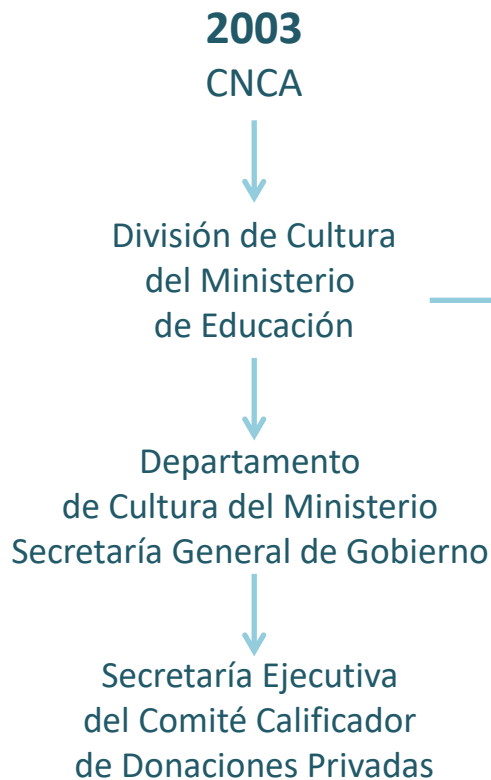 2003
CNCA
División de Cultura
del Ministerio
de Educación
Departamento
de Cultura del Ministerio
Secretaría General de Gobierno
Secretaría Ejecutiva
del Comité Calificador
de Donaciones Privadas